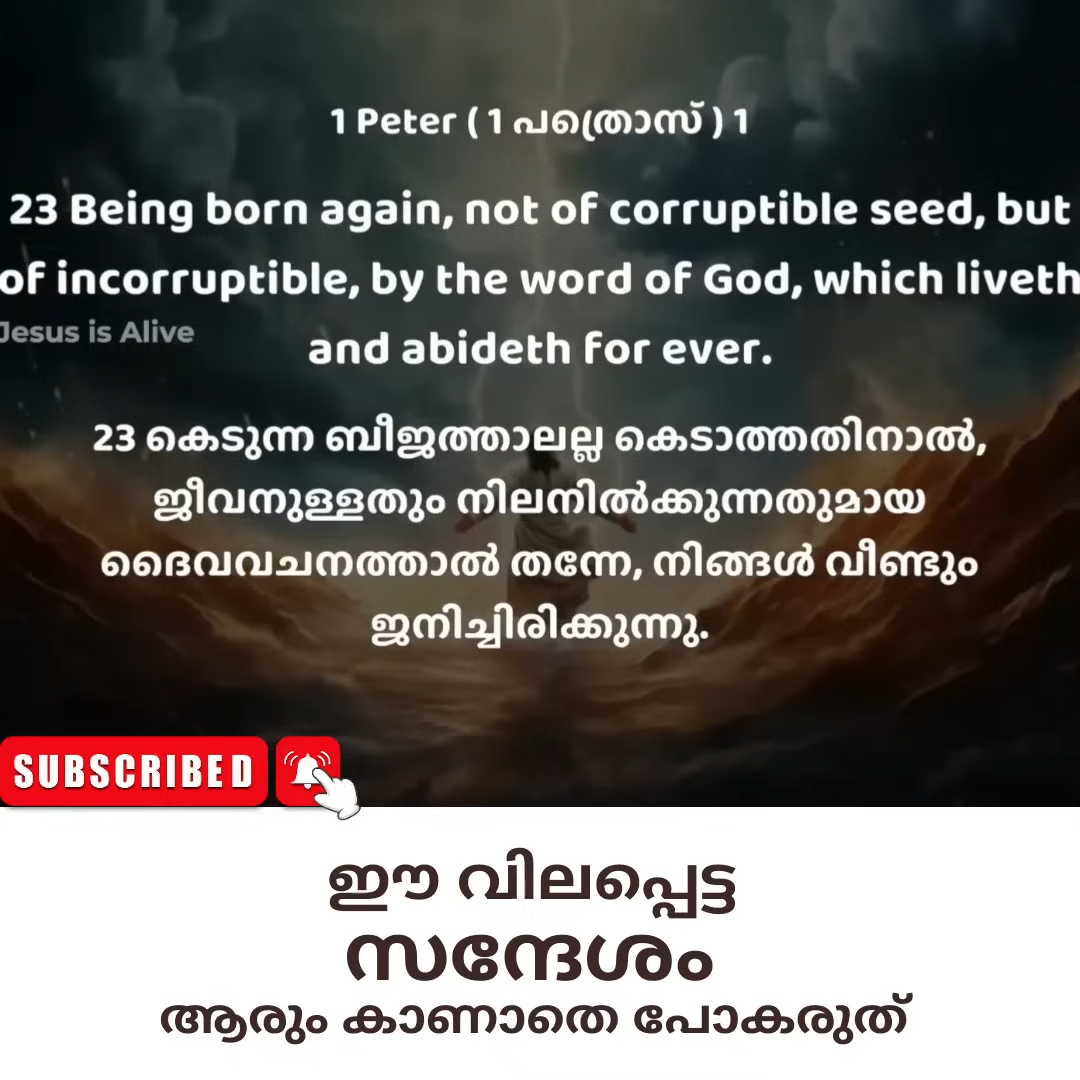 1 Peter ( 1 പത്രൊസ് ) 1
23 Being born again, not of corruptible seed, but
of incorruptible, by the word of God, which liveth
Jesus is Alive
and abideth for ever.
23 കെടുന്ന ബീജത്താലല്ല കെടാത്തതിനാൽ,
ജീവനുള്ളതും നിലനിൽക്കുന്നതുമായ
ദൈവവചനത്താൽ തന്നേ, നിങ്ങൾ വീണ്ടും
ജനിച്ചിരിക്കുന്നു.
SUBSCRIBED
ഈ വിലപ്പെട്ട
സന്ദേശം
ആരും കാണാതെ പോകരുത്